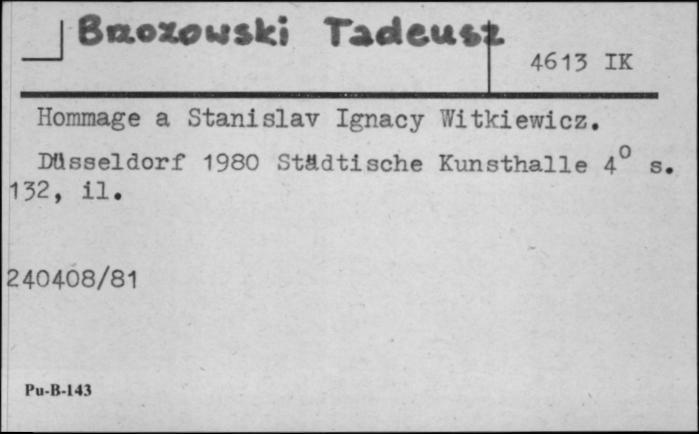 Brzozowski Tadeusz
4613 IK
Hommage a Stanislav Ignacy Witkiewicz.
Düsseldorf 1980 Städtische Kunsthalle 4° s.
132, il.
240408/81
Pu-B-143